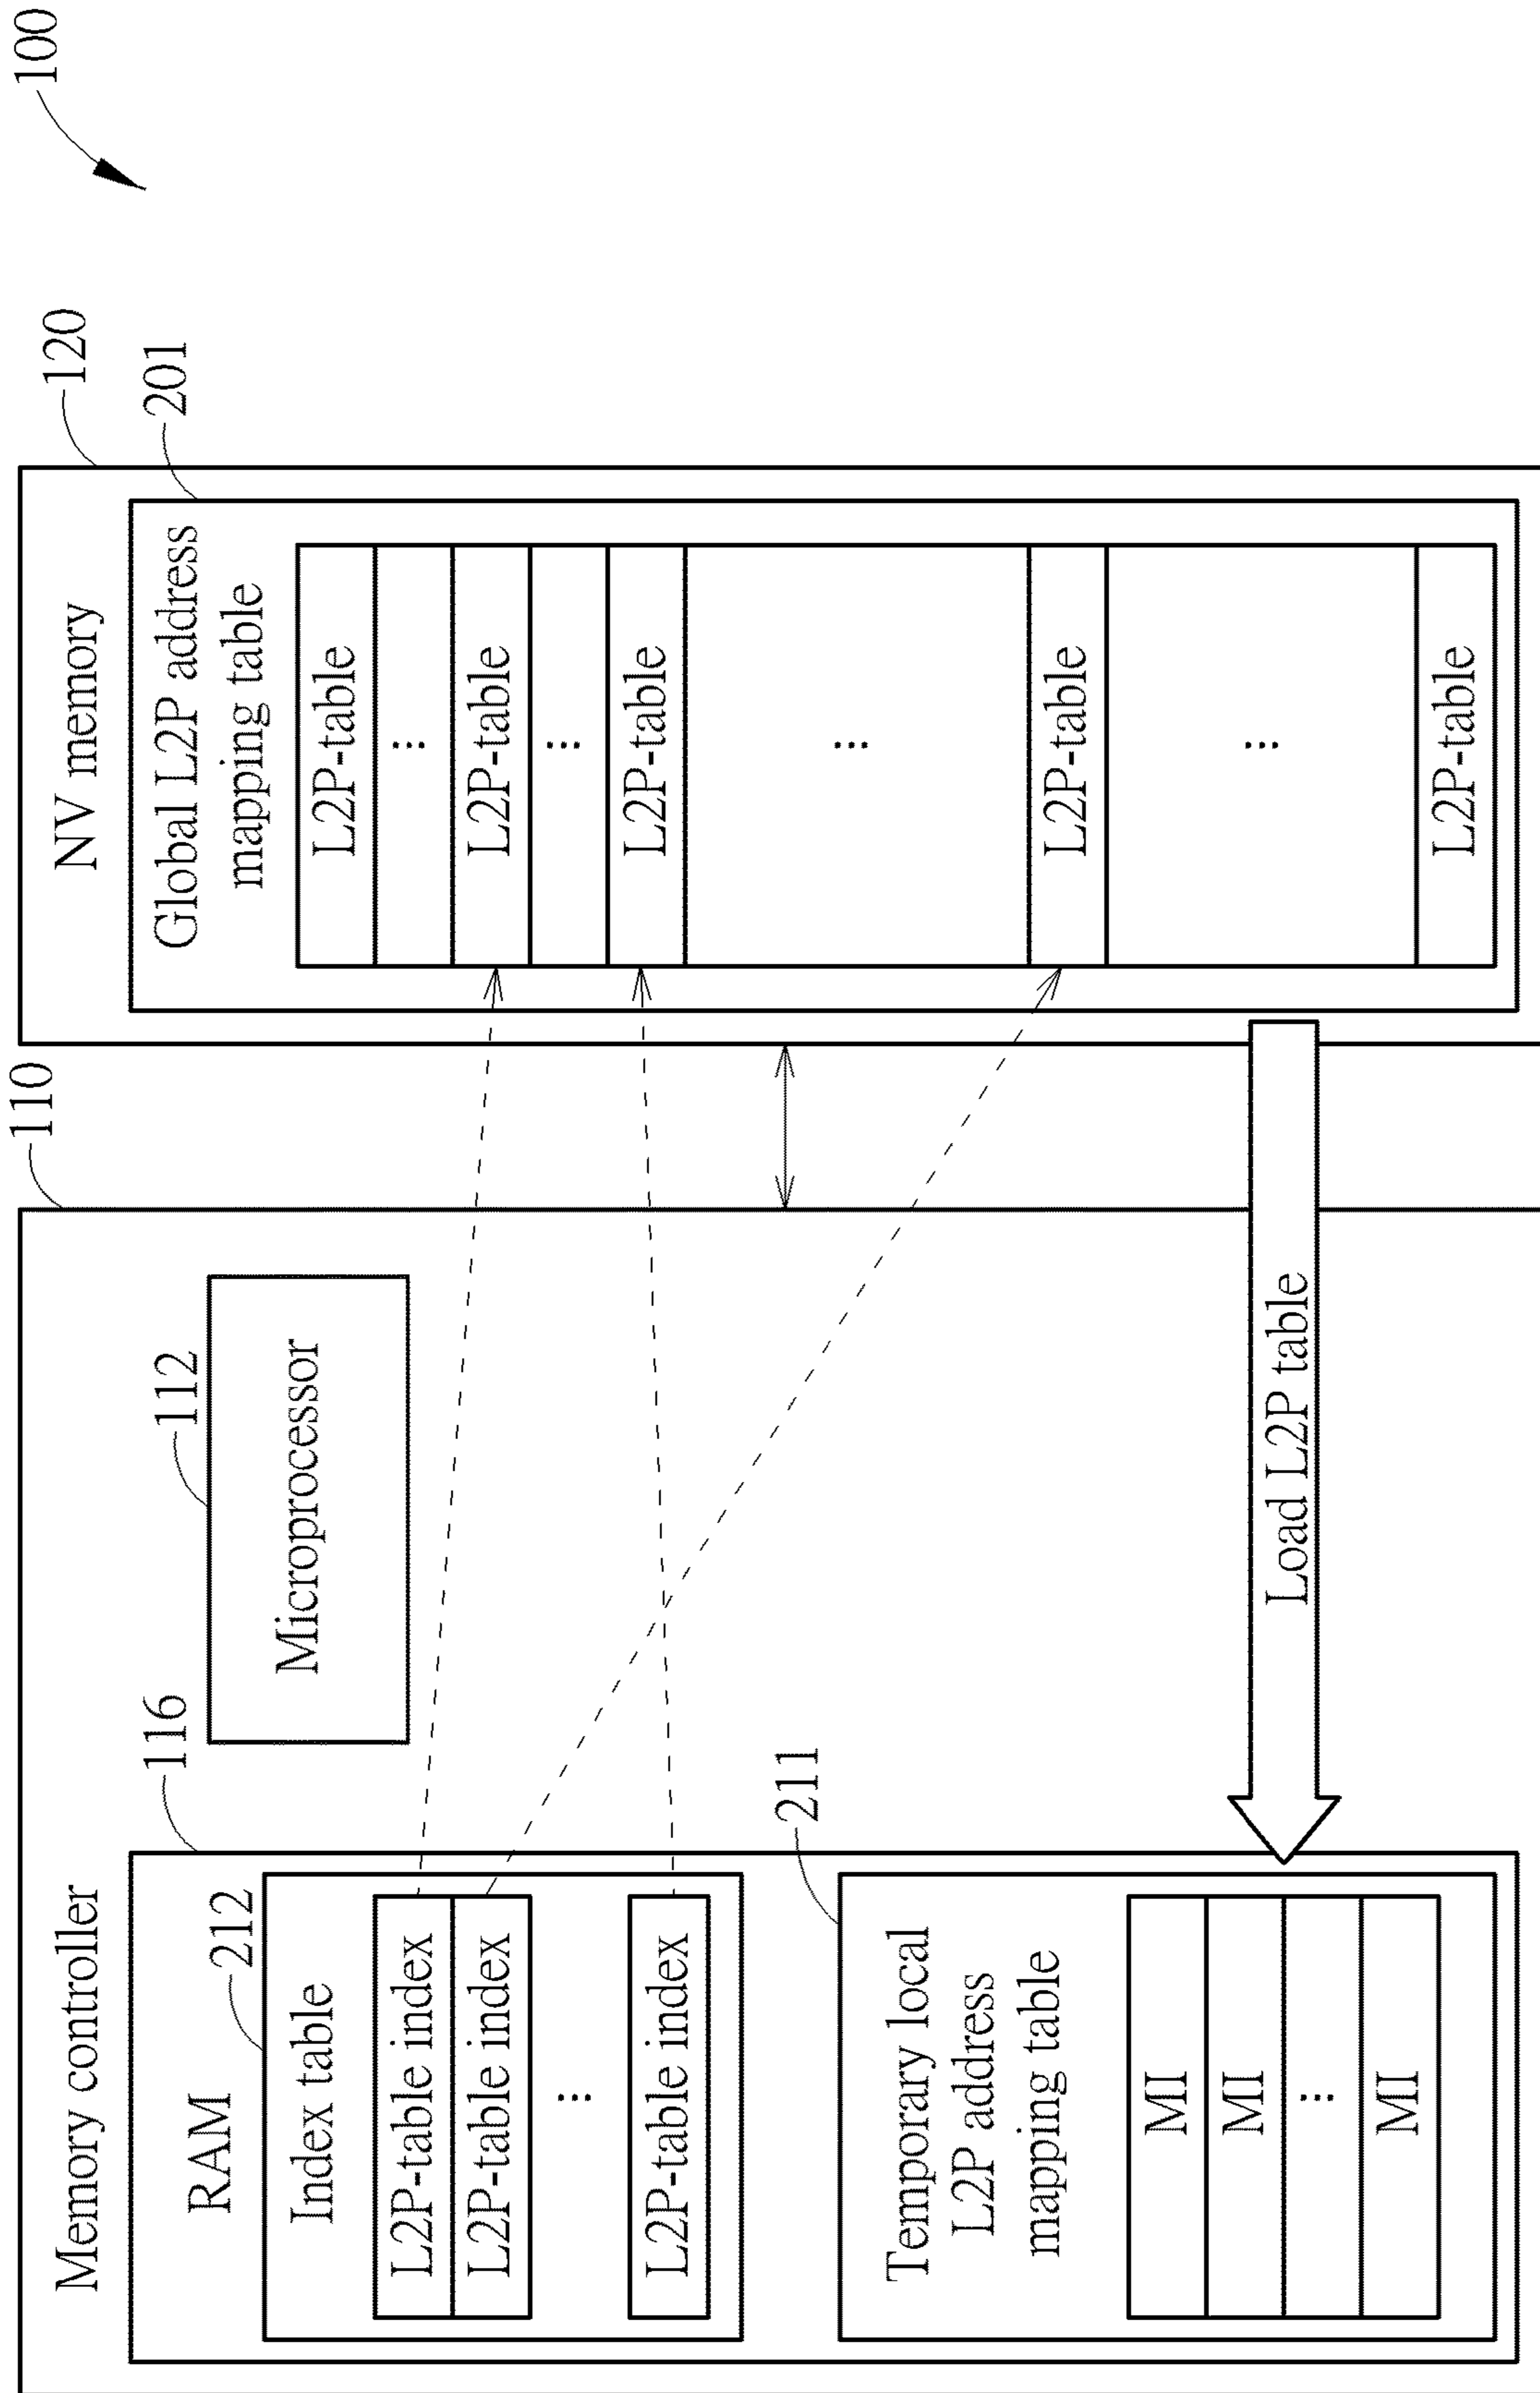 100
110
120
Memory controller
NV memory
116
112
201
RAM
Microprocessor
Global L2P address
mapping table
212
Index table
L2P-table index
L2P-table index
...
L2P-table index
L2P-table
...
L2P-table
...
L2P-table
...
L2P-table
...
L2P-table
211
Temporary local
L2P address
mapping table
MI
MI
...
MI
Load L2P table